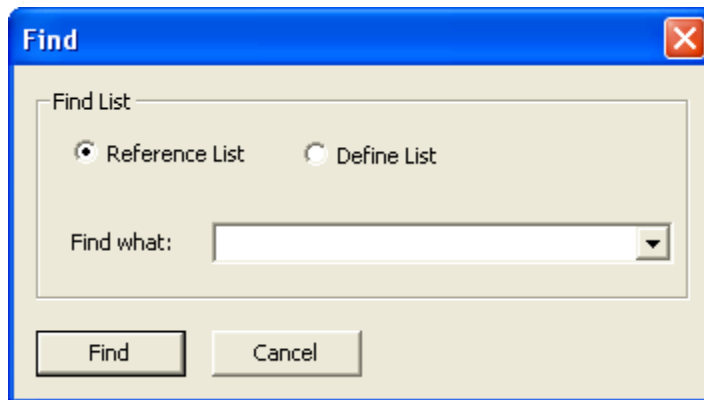 Find
Find List
Reference List Define List
Find what:
Find Cancel